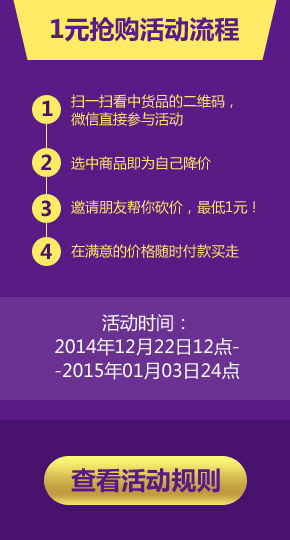 1元抢购活动流程
1 扫一扫看中货品的二维码，
微信直接参与活动
2 选中商品即为自己降价
3 邀请朋友帮你砍价，最低1元！
4 在满意的价格随时付款买走
活动时间：
2014年12月22日12点-
-2015年01月03日24点
查看活动规则